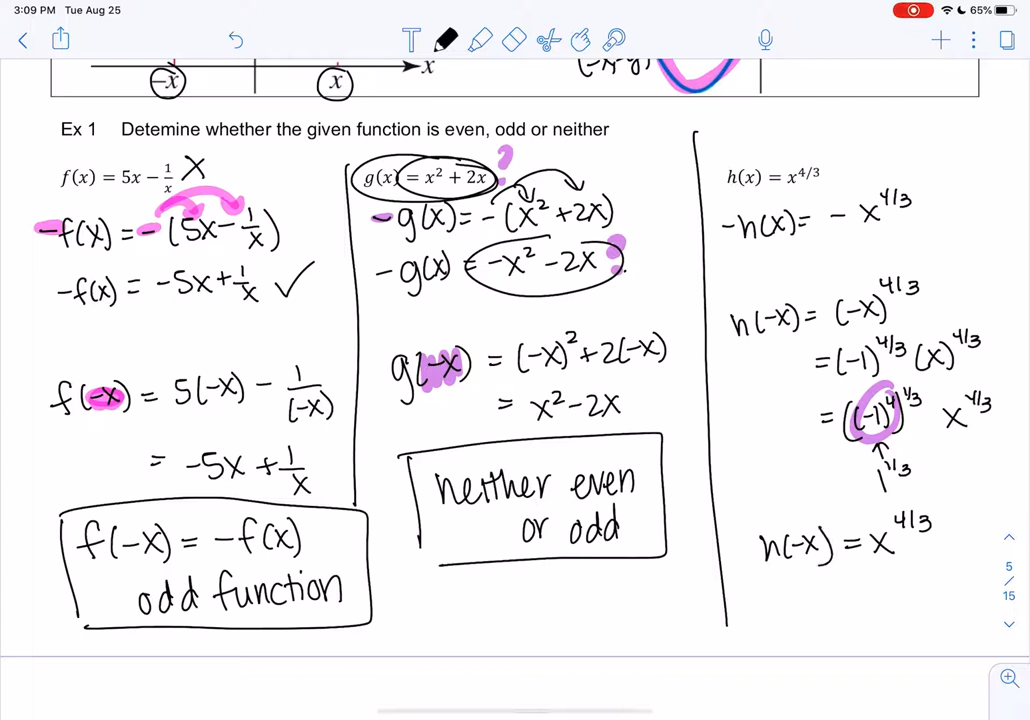 3:09 PM Tue Aug 25
65%
-x
x
x
(-x, y)
Ex 1 Detemine whether the given function is even, odd or neither
f(x) = 5x − 1/x X
-f(x) = -(5x - 1/x)
-f(x) = -5x + 1/x ✓
f(-x) = 5(-x) - 1/(-x)
= -5x + 1/x
f(-x) = -f(x)
odd function
g(x) = x² + 2x ?
-g(x) = -(x² + 2x)
-g(x) = -x² - 2x ?
g(-x) = (-x)² + 2(-x)
= x² - 2x
neither even
or odd
h(x) = x^4/3
-h(x) = - x^4/3
h(-x) = (-x)^4/3
= (-1)^4/3 (x)^4/3
= ((-1)^4)^1/3 x^4/3
↑
1^1/3
h(-x) = x^4/3
5
/
15